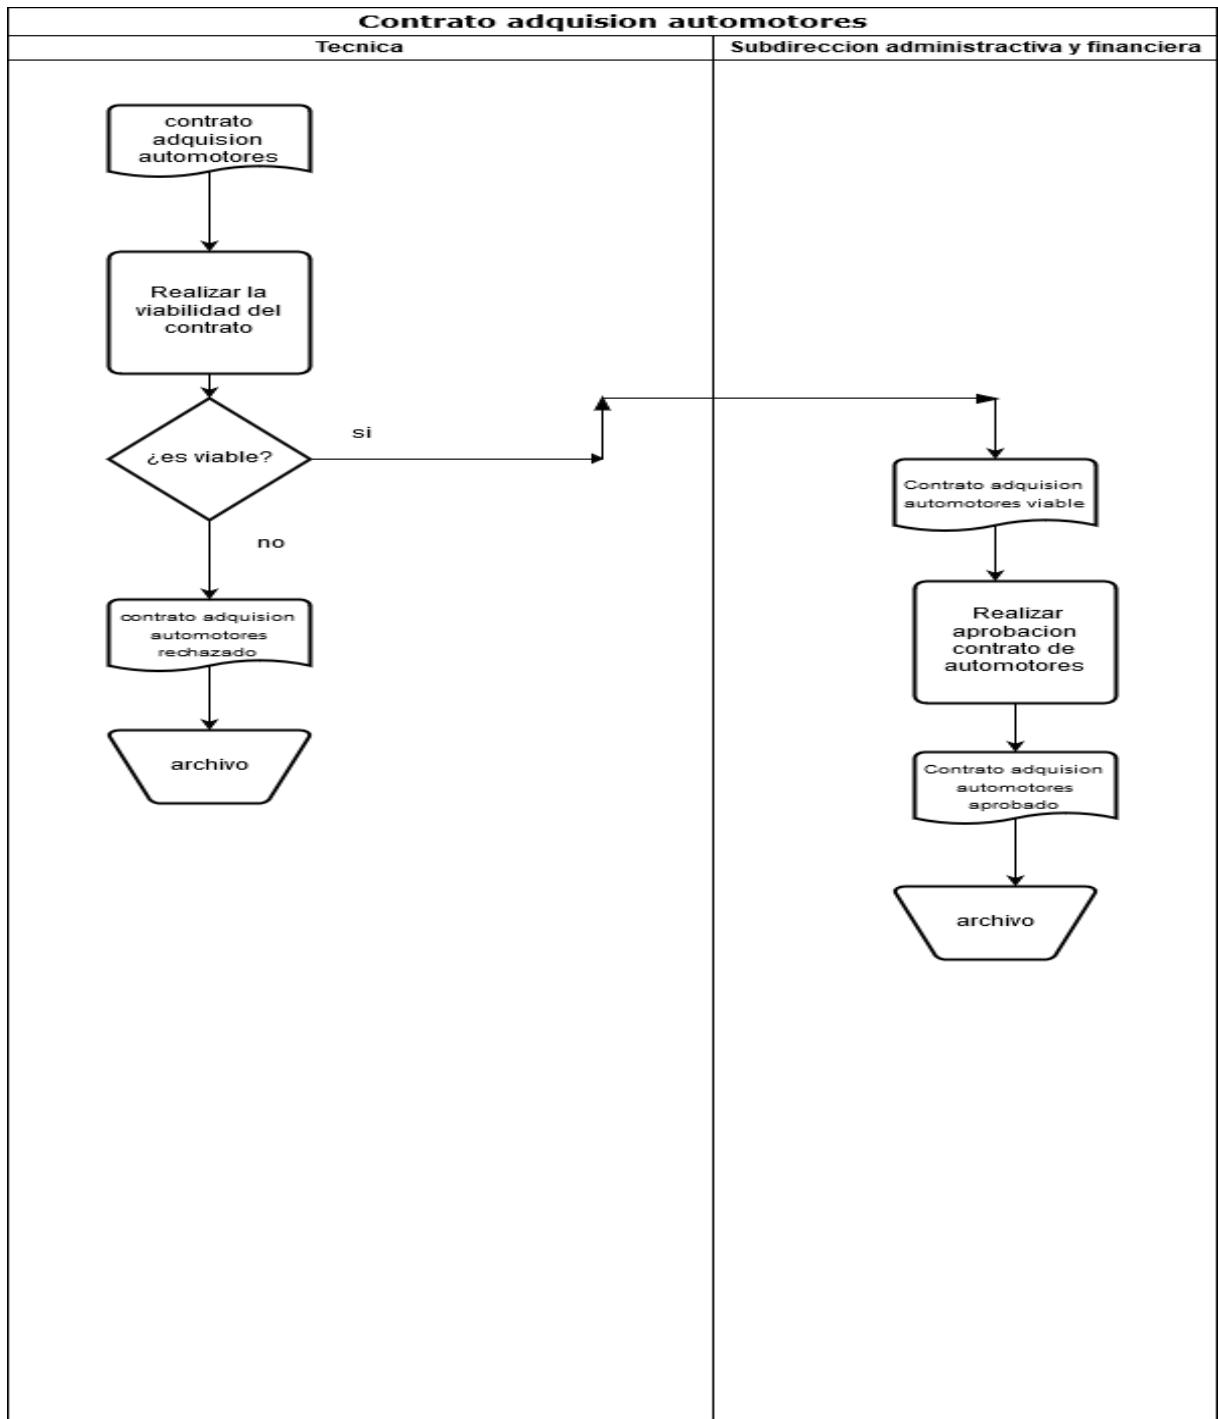 Contrato adquision automotores
Tecnica
Subdireccion administractiva y financiera
contrato
adquision
automotores
Realizar la
viabilidad del
contrato
¿es viable?
si
no
contrato adquision
automotores
rechazado
archivo
Contrato adquision
automotores viable
Realizar
aprobacion
contrato de
automotores
Contrato adquision
automotores
aprobado
archivo